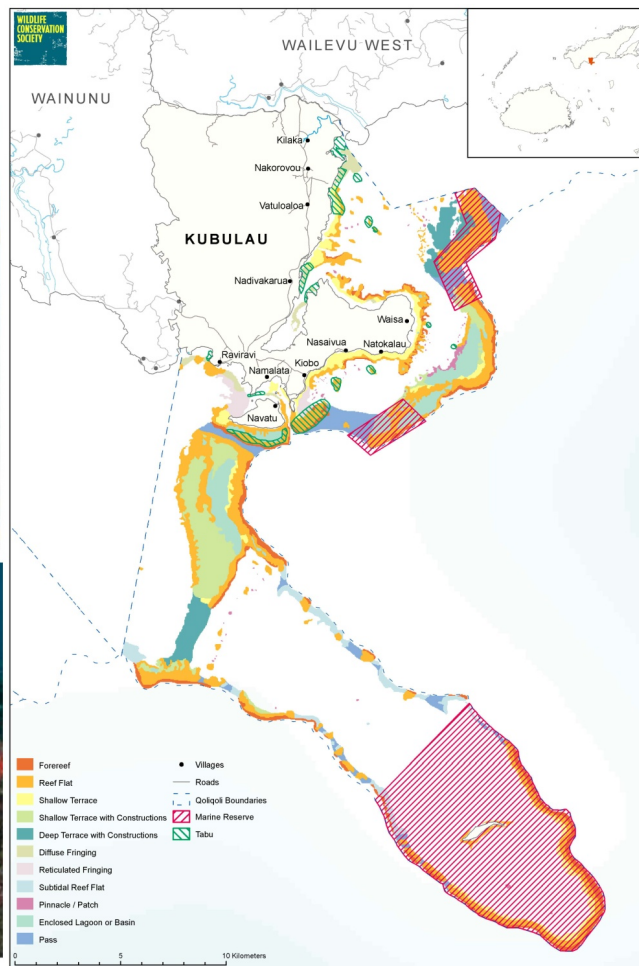 WILDLIFE
CONSERVATION
SOCIETY
WAILEVU WEST
WAINUNU
Kilaka
Nakorovou
Vatuloaloa
KUBULAU
Nadivakarua
Waisa
Nasaivua
Natokalau
Raviravi
Namalata
Kiobo
Navatu
Forereef
Reef Flat
Shallow Terrace
Shallow Terrace with Constructions
Deep Terrace with Constructions
Diffuse Fringing
Reticulated Fringing
Subtidal Reef Flat
Pinnacle / Patch
Enclosed Lagoon or Basin
Pass
Villages
Roads
Qoliqoli Boundaries
Marine Reserve
Tabu
0 5 10 Kilometers